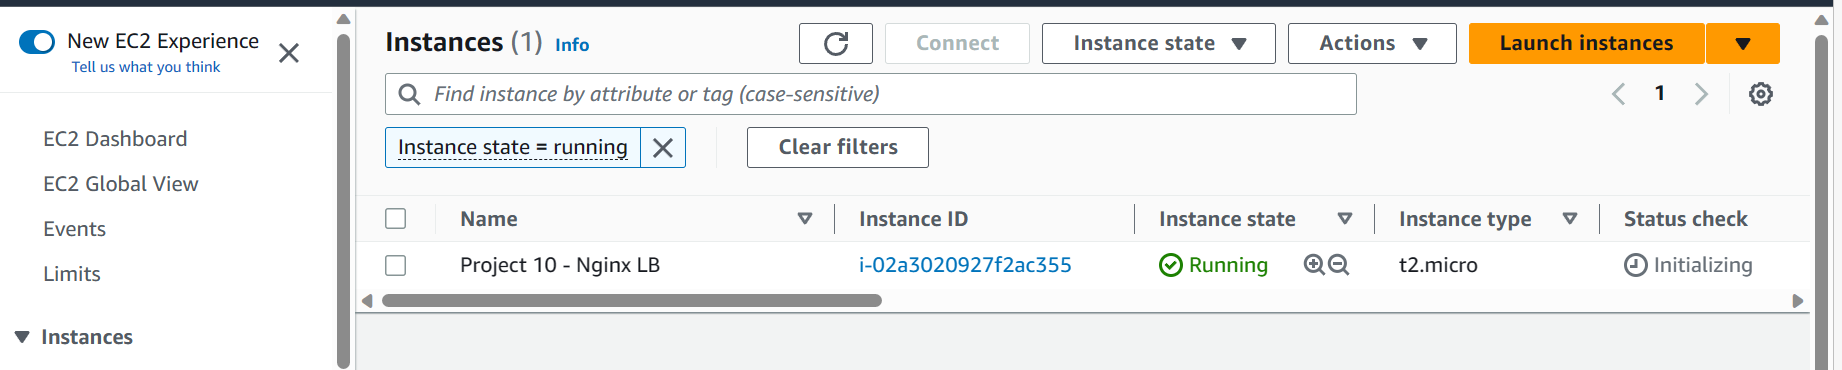 New EC2 Experience
Tell us what you think
EC2 Dashboard
EC2 Global View
Events
Limits
Instances
Instances (1) Info
Connect
Instance state
Actions
Launch instances
Find instance by attribute or tag (case-sensitive)
1
Instance state = running
Clear filters
Name Instance ID Instance state Instance type Status check
Project 10 - Nginx LB i-02a3020927f2ac355 Running t2.micro Initializing